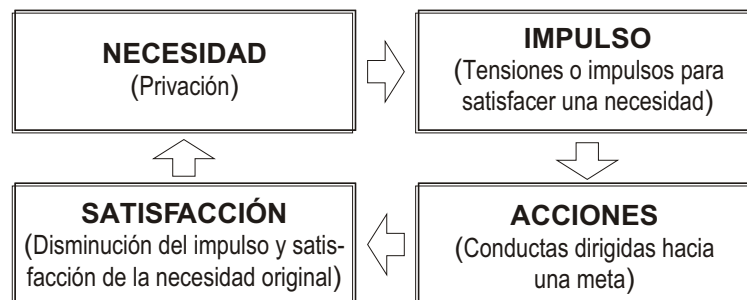 NECESIDAD
(Privación)
IMPULSO
(Tensiones o impulsos para
satisfacer una necesidad)
SATISFACCIÓN
(Disminución del impulso y satis-
facción de la necesidad original)
ACCIONES
(Conductas dirigidas hacia
una meta)